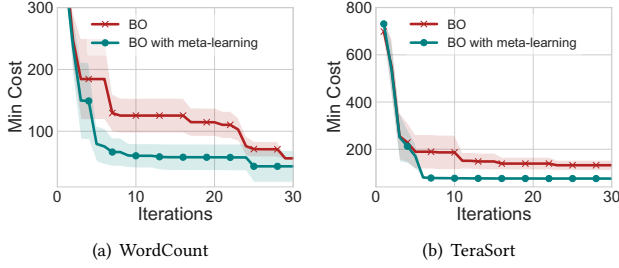 300
200
100
Min Cost
BO
BO with meta-learning
0
10
20
30
Iterations
(a) WordCount
800
600
400
200
Min Cost
BO
BO with meta-learning
0
10
20
30
Iterations
(b) TeraSort